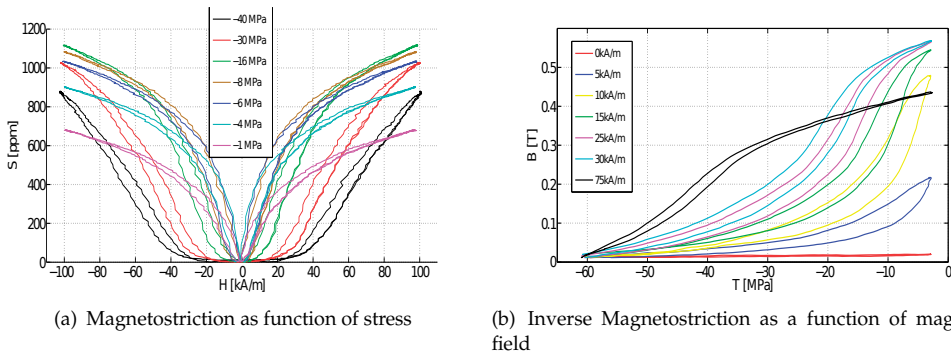 1200
1000
800
600
400
200
0
S [ppm]
−100 −80 −60 −40 −20 0 20 40 60 80 100
H [kA/m]
−40 MPa
−30 MPa
−16 MPa
−8 MPa
−6 MPa
−4 MPa
−1 MPa
(a) Magnetostriction as function of stress
0.5
0.4
0.3
0.2
0.1
0
B [T]
−60 −50 −40 −30 −20 −10 0
T [MPa]
0kA/m
5kA/m
10kA/m
15kA/m
25kA/m
30kA/m
75kA/m
(b) Inverse Magnetostriction as a function of mag
field